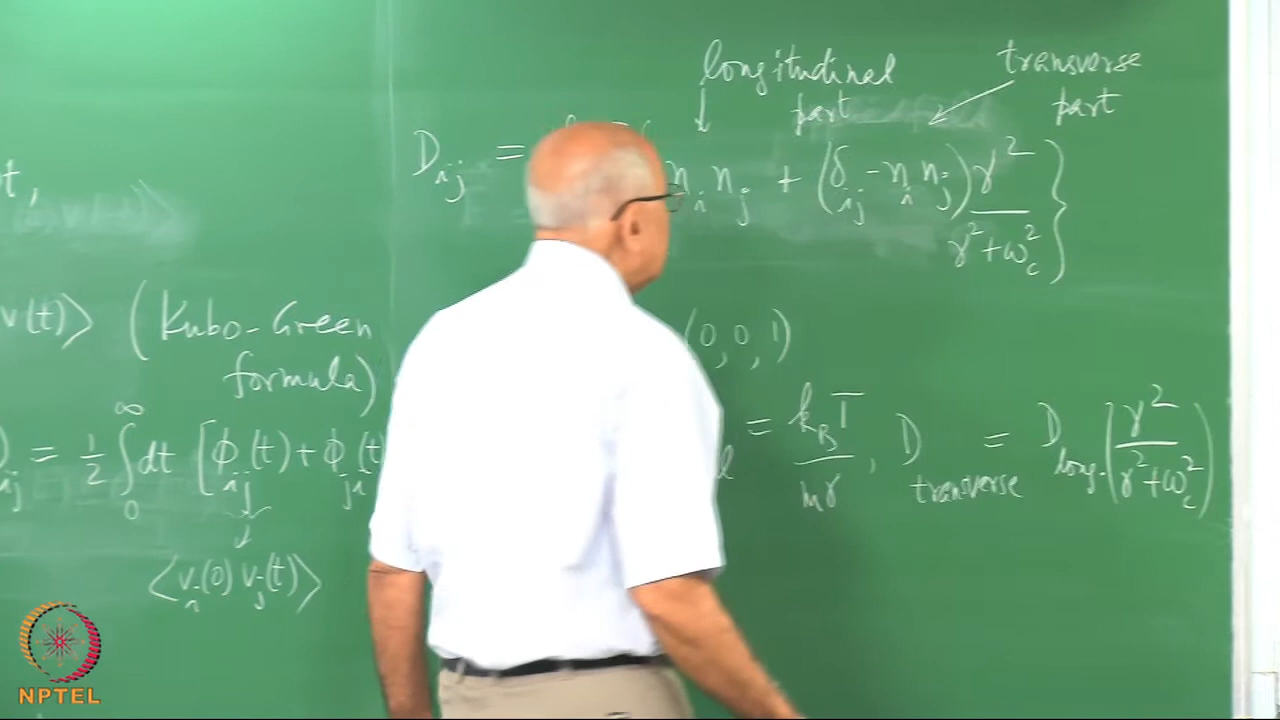 longitudinal part
transverse part
D_ij = n_i n_j + (δ_ij - n_i n_j) γ² / (γ² + ω_c²) }
t,
v(t)⟩ (Kubo-Green formula)
(0,0,1)
_ij = 1/2 ∫_0^∞ dt [ϕ_ij(t) + ϕ_ji(t
↓
⟨v_i(0) v_j(t)⟩
l = k_B T / mγ, D_transverse = D_long. (γ² / (γ² + ω_c²))
NPTEL